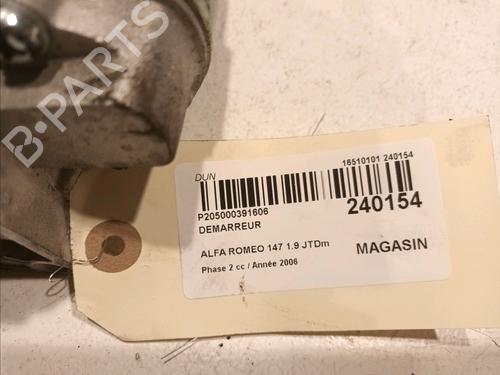 B-PARTS
DUN
16510101 240154
P205000391606
240154
DEMARREUR
ALFA ROMEO 147 1.9 JTDm
MAGASIN
Phase 2 cc / Année 2006